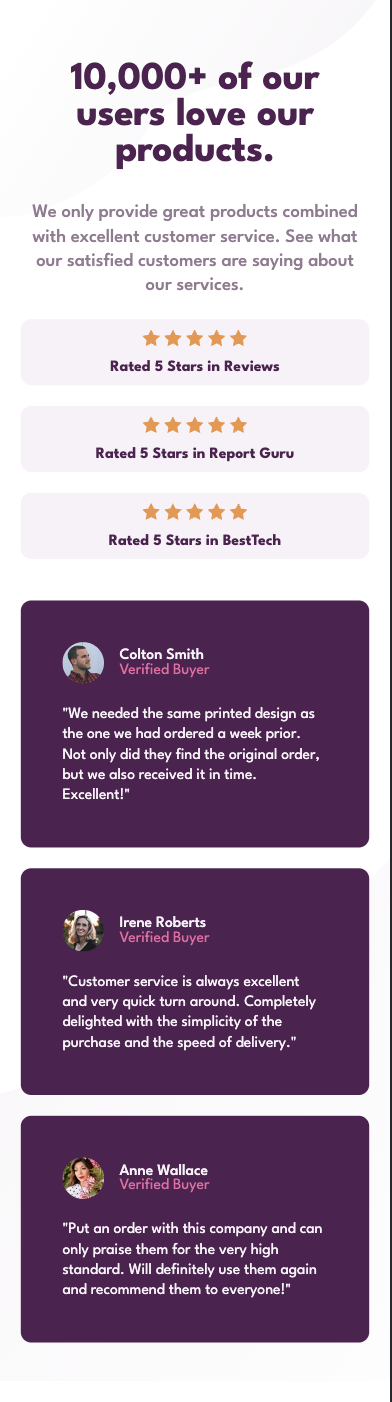 10,000+ of our
users love our
products.
We only provide great products combined
with excellent customer service. See what
our satisfied customers are saying about
our services.
Rated 5 Stars in Reviews
Rated 5 Stars in Report Guru
Rated 5 Stars in BestTech
Colton Smith
Verified Buyer
"We needed the same printed design as
the one we had ordered a week prior.
Not only did they find the original order,
but we also received it in time.
Excellent!"
Irene Roberts
Verified Buyer
"Customer service is always excellent
and very quick turn around. Completely
delighted with the simplicity of the
purchase and the speed of delivery."
Anne Wallace
Verified Buyer
"Put an order with this company and can
only praise them for the very high
standard. Will definitely use them again
and recommend them to everyone!"